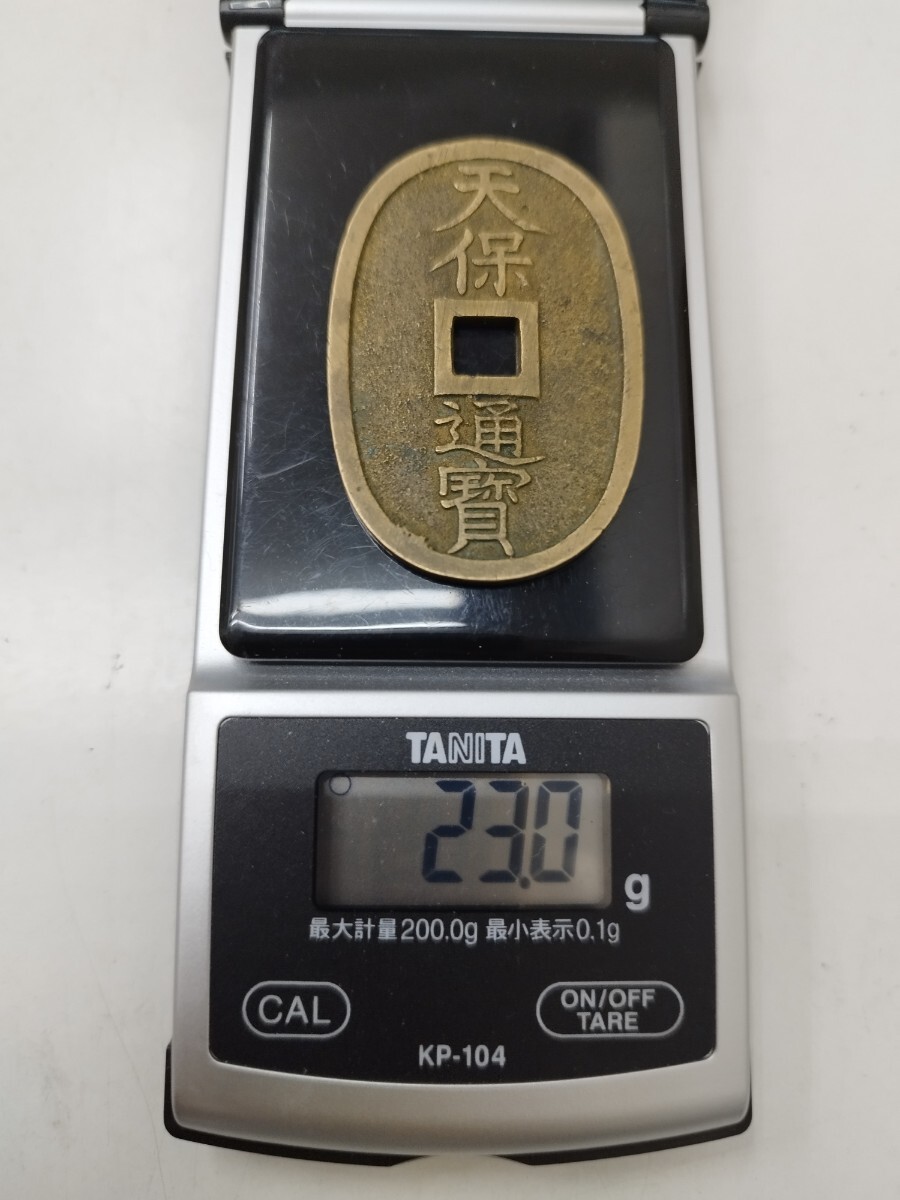 天
保
通
寳
TANITA
23.0
g
最大計量200.0g 最小表示0.1g
CAL
ON/OFF
TARE
KP-104